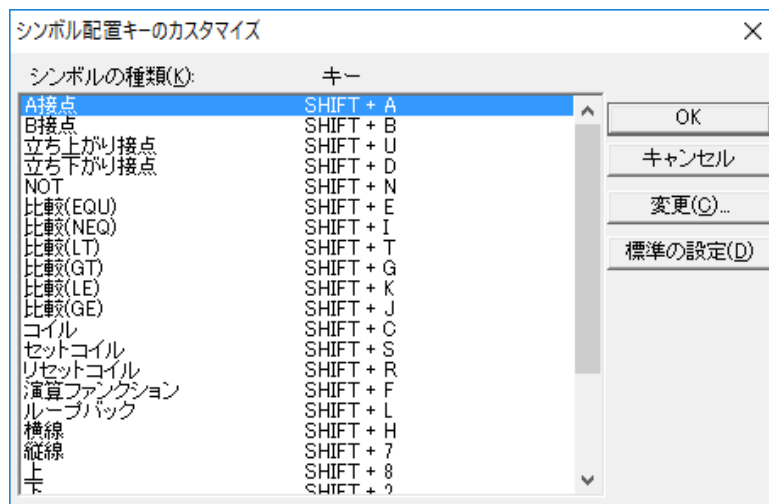 シンボル配置キーのカスタマイズ
シンボルの種類(K): キー
A接点 SHIFT + A
B接点 SHIFT + B
立ち上がり接点 SHIFT + U
立ち下がり接点 SHIFT + D
NOT SHIFT + N
比較(EQU) SHIFT + E
比較(NEQ) SHIFT + I
比較(LT) SHIFT + T
比較(GT) SHIFT + G
比較(LE) SHIFT + K
比較(GE) SHIFT + J
コイル SHIFT + C
セットコイル SHIFT + S
リセットコイル SHIFT + R
演算ファンクション SHIFT + F
ループバック SHIFT + L
横線 SHIFT + H
縦線 SHIFT + 7
上 SHIFT + 8
下 SHIFT + 2
OK
キャンセル
変更(C)...
標準の設定(D)